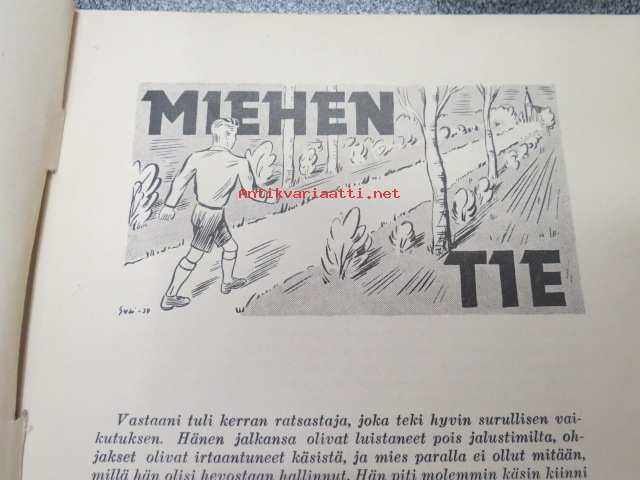 MIEHEN
Antikvariaatti.net
TIE
Vastaani tuli kerran ratsastaja, joka teki hyvin surullisen vai-
kutuksen. Hänen jalkansa olivat luistaneet pois jalustimilta, oh-
jakset olivat irtaantuneet käsistä, ja mies paralla ei ollut mitään,
millä hän olisi hevostaan hallinnut. Hän piti molemmin käsin kiinni